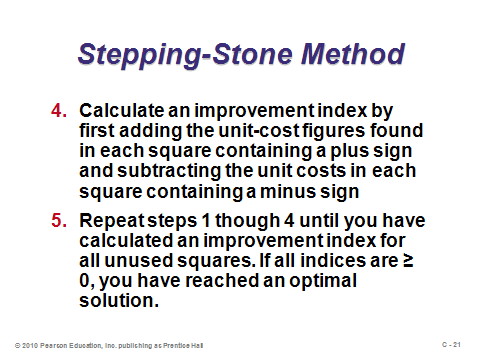 Stepping-Stone Method
4. Calculate an improvement index by
first adding the unit-cost figures found
in each square containing a plus sign
and subtracting the unit costs in each
square containing a minus sign
5. Repeat steps 1 though 4 until you have
calculated an improvement index for
all unused squares. If all indices are ≥
0, you have reached an optimal
solution.
© 2010 Pearson Education, Inc. publishing as Prentice Hall
C - 21